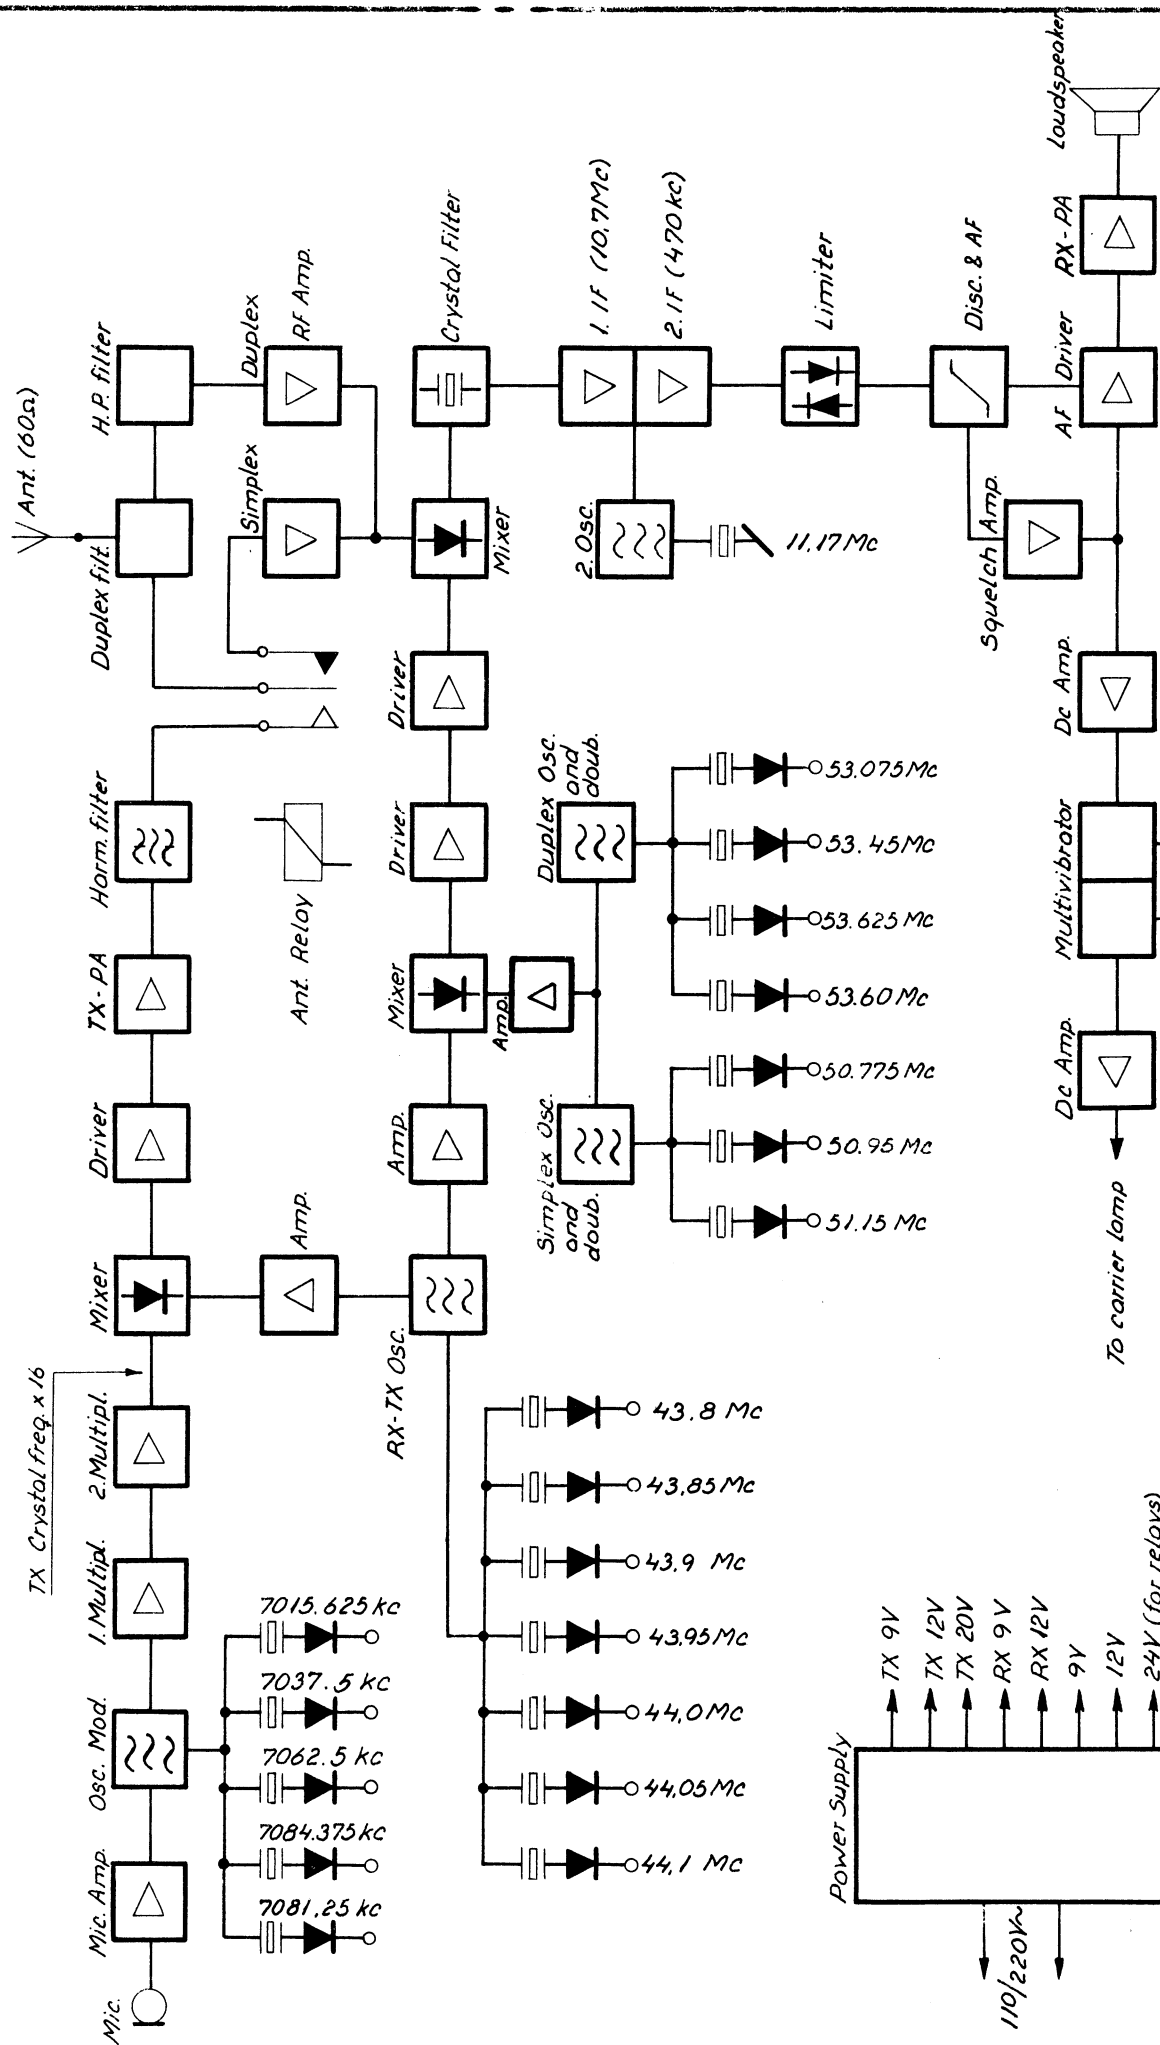 Ant. (60Ω)
Loudspeaker
H.P. filter
Duplex filt.
Duplex
RF Amp.
Simplex
Crystal Filter
1. IF (10,7Mc)
2. IF (470 kc)
Limiter
Disc. & AF
RX-PA
AF Driver
Mixer
2. Osc.
11.17 Mc
Squelch Amp.
Dc Amp.
Driver
Harm. filter
Ant. Relay
Driver
Duplex Osc.
and
doub.
53.075 Mc
53.45 Mc
53.625 Mc
53.60 Mc
Multivibrator
TX-PA
Mixer
Amp.
Driver
Amp.
Simplex Osc.
and
doub.
50.775 Mc
50.95 Mc
51.15 Mc
Dc Amp.
To carrier lamp
Mixer
Amp.
RX-TX Osc.
TX Crystal freq. x 16
2. Multipl.
1. Multipl.
Osc. Mod.
Mic. Amp.
Mic.
7015.625 kc
7037.5 kc
7062.5 kc
7084.375 kc
7081,25 kc
43.8 Mc
43,85 Mc
43,9 Mc
43,95 Mc
44,0 Mc
44,05 Mc
44,1 Mc
Power Supply
TX 9V
TX 12V
TX 20V
RX 9V
RX 12V
9V
12V
24V (for relays)
110/220V~